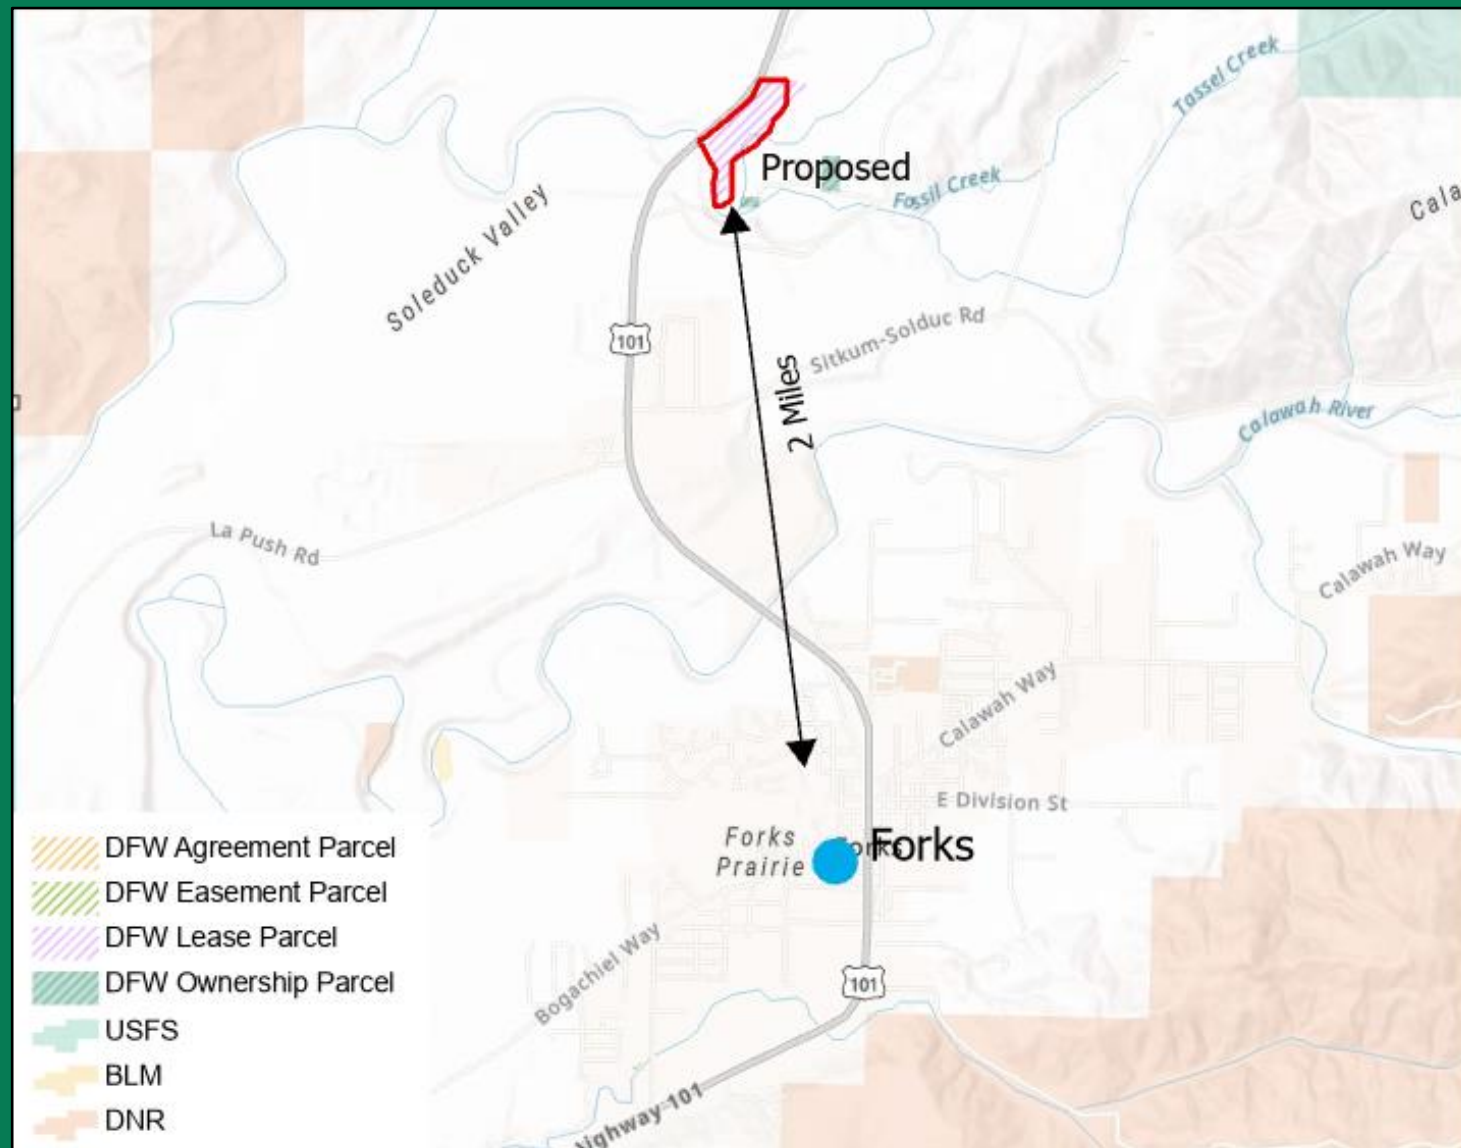 Tassel Creek
Proposed
Fossil Creek
Cala
Soleduck Valley
101
Sitkum-Solduc Rd
2 Miles
Calawah River
La Push Rd
Calawah Way
Calawah Way
E Division St
Forks
Prairie
Forks
Forks
Bogachiel Way
101
Highway 101
DFW Agreement Parcel
DFW Easement Parcel
DFW Lease Parcel
DFW Ownership Parcel
USFS
BLM
DNR